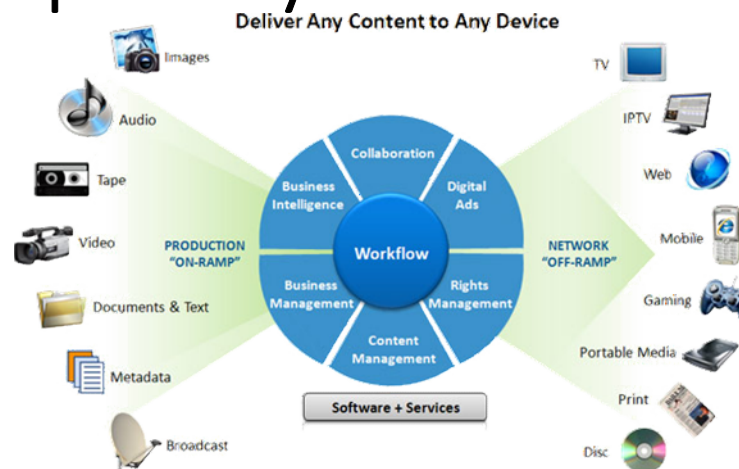 Deliver Any Content to Any Device
Images
Audio
Tape
Video
Documents & Text
Metadata
Broadcast
PRODUCTION
"ON-RAMP"
Collaboration
Business
Intelligence
Digital
Ads
Workflow
Business
Management
Rights
Management
Content
Management
Software + Services
NETWORK
"OFF-RAMP"
TV
IPTV
Web
Mobile
Gaming
Portable Media
Print
Disc